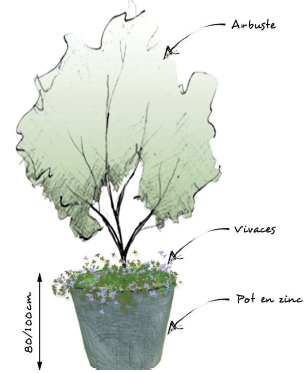 Arbuste
Vivaces
Pot en zinc
80/100cm